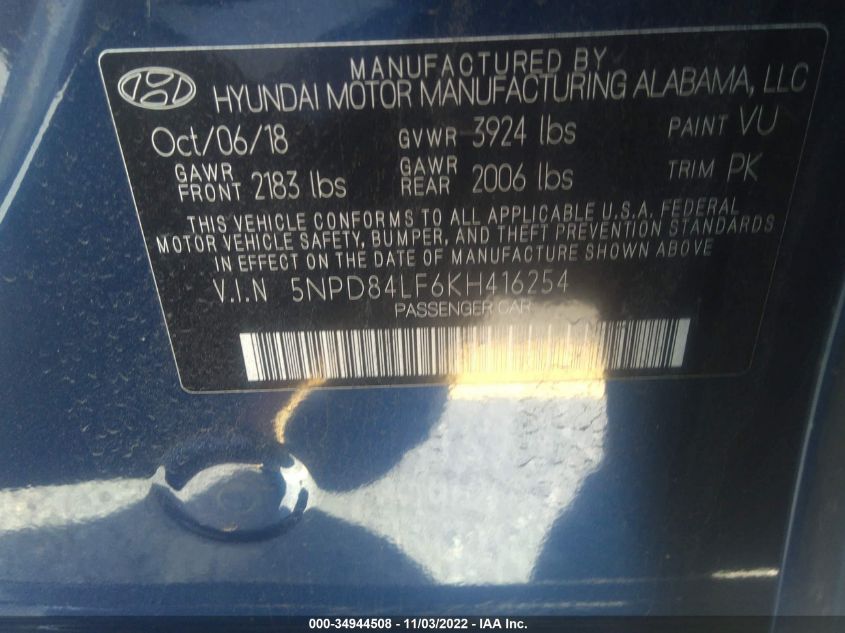 MANUFACTURED BY
HYUNDAI MOTOR MANUFACTURING ALABAMA, LLC
Oct/06/18 GVWR 3924 lbs PAINT VU
GAWR FRONT 2183 lbs GAWR REAR 2006 lbs TRIM PK
THIS VEHICLE CONFORMS TO ALL APPLICABLE U.S.A. FEDERAL
MOTOR VEHICLE SAFETY, BUMPER, AND THEFT PREVENTION STANDARDS
IN EFFECT ON THE DATE OF MANUFACTURE SHOWN ABOVE
V.I.N 5NPD84LF6KH416254
PASSENGER CAR
000-34944508 - 11/03/2022 - IAA Inc.